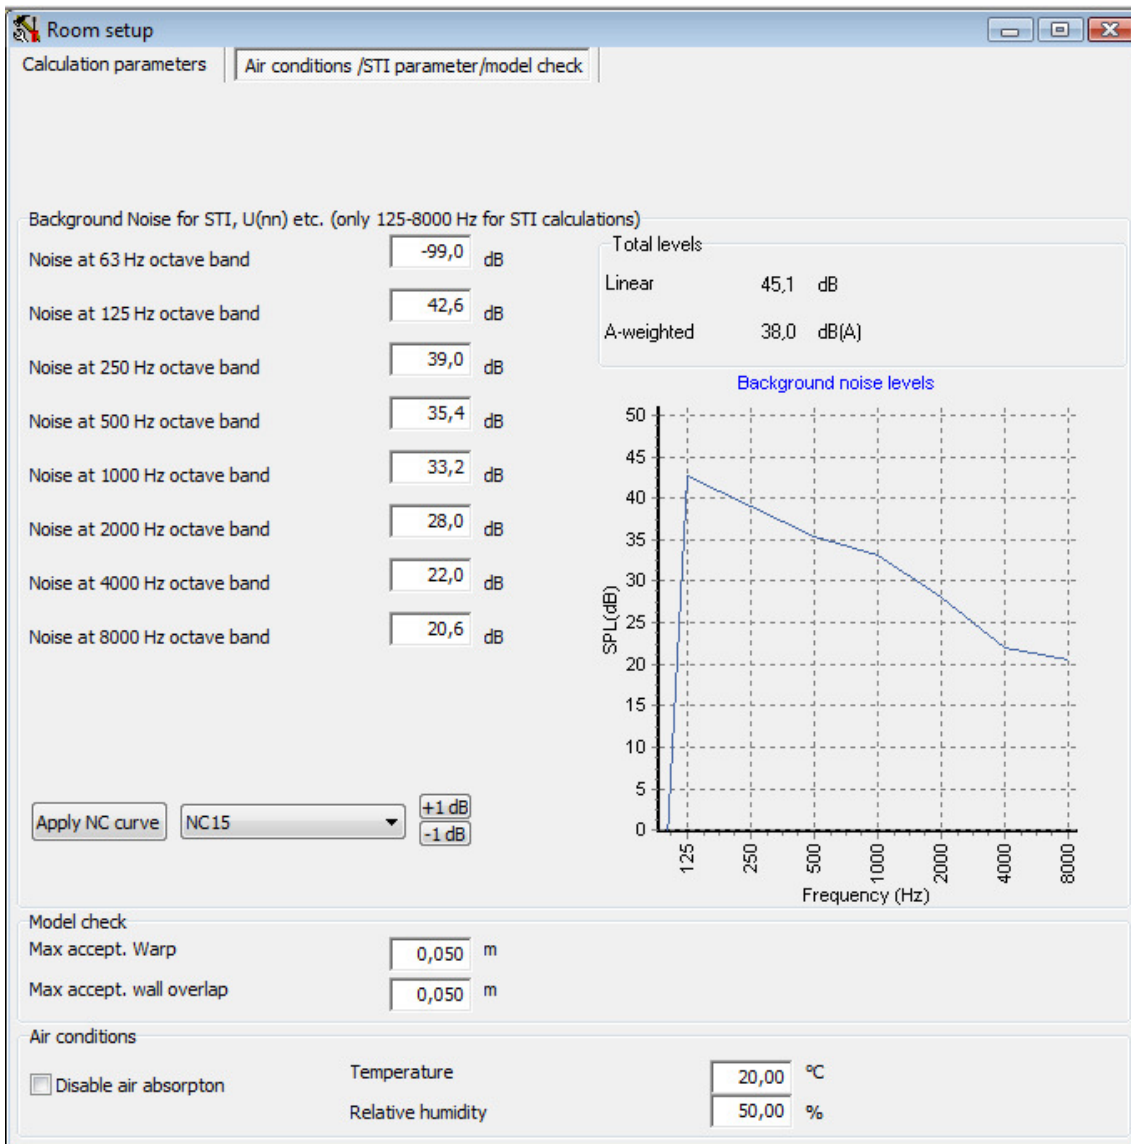 Room setup
Calculation parameters Air conditions /STI parameter/model check
Background Noise for STI, U(nn) etc. (only 125-8000 Hz for STI calculations)
Noise at 63 Hz octave band -99,0 dB
Noise at 125 Hz octave band 42,6 dB
Noise at 250 Hz octave band 39,0 dB
Noise at 500 Hz octave band 35,4 dB
Noise at 1000 Hz octave band 33,2 dB
Noise at 2000 Hz octave band 28,0 dB
Noise at 4000 Hz octave band 22,0 dB
Noise at 8000 Hz octave band 20,6 dB
Apply NC curve NC15 +1 dB
-1 dB
Total levels
Linear 45,1 dB
A-weighted 38,0 dB(A)
Background noise levels
50
45
40
35
30
25
20
15
10
5
0
SPL(dB)
125 250 500 1000 2000 4000 8000
Frequency (Hz)
Model check
Max accept. Warp 0,050 m
Max accept. wall overlap 0,050 m
Air conditions
Disable air absorpton
Temperature 20,00 ºC
Relative humidity 50,00 %